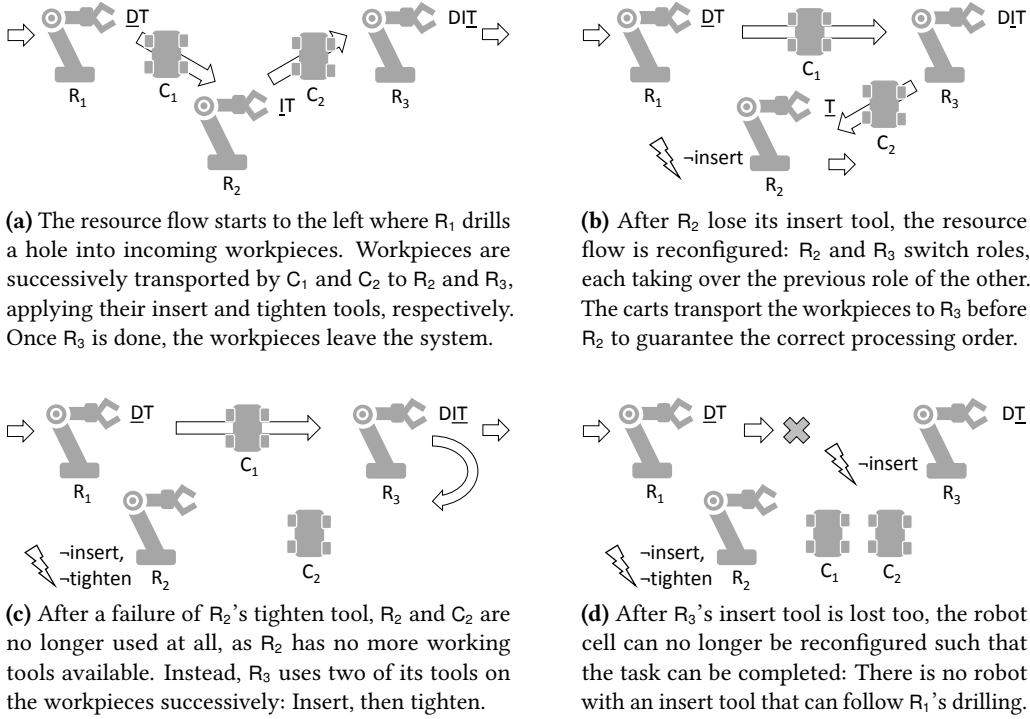 DT
R₁
C₁
IT
R₂
C₂
DIT
R₃
(a) The resource flow starts to the left where R₁ drills
a hole into incoming workpieces. Workpieces are
successively transported by C₁ and C₂ to R₂ and R₃,
applying their insert and tighten tools, respectively.
Once R₃ is done, the workpieces leave the system.
DT
R₁
C₁
DIT
R₃
T
C₂
¬insert
R₂
(b) After R₂ lose its insert tool, the resource
flow is reconfigured: R₂ and R₃ switch roles,
each taking over the previous role of the other.
The carts transport the workpieces to R₃ before
R₂ to guarantee the correct processing order.
DT
R₁
C₁
DIT
R₃
¬insert,
¬tighten
R₂
C₂
(c) After a failure of R₂'s tighten tool, R₂ and C₂ are
no longer used at all, as R₂ has no more working
tools available. Instead, R₃ uses two of its tools on
the workpieces successively: Insert, then tighten.
DT
R₁
¬insert
DT
R₃
¬insert,
¬tighten
R₂
C₁
C₂
(d) After R₃'s insert tool is lost too, the robot
cell can no longer be reconfigured such that
the task can be completed: There is no robot
with an insert tool that can follow R₁'s drilling.